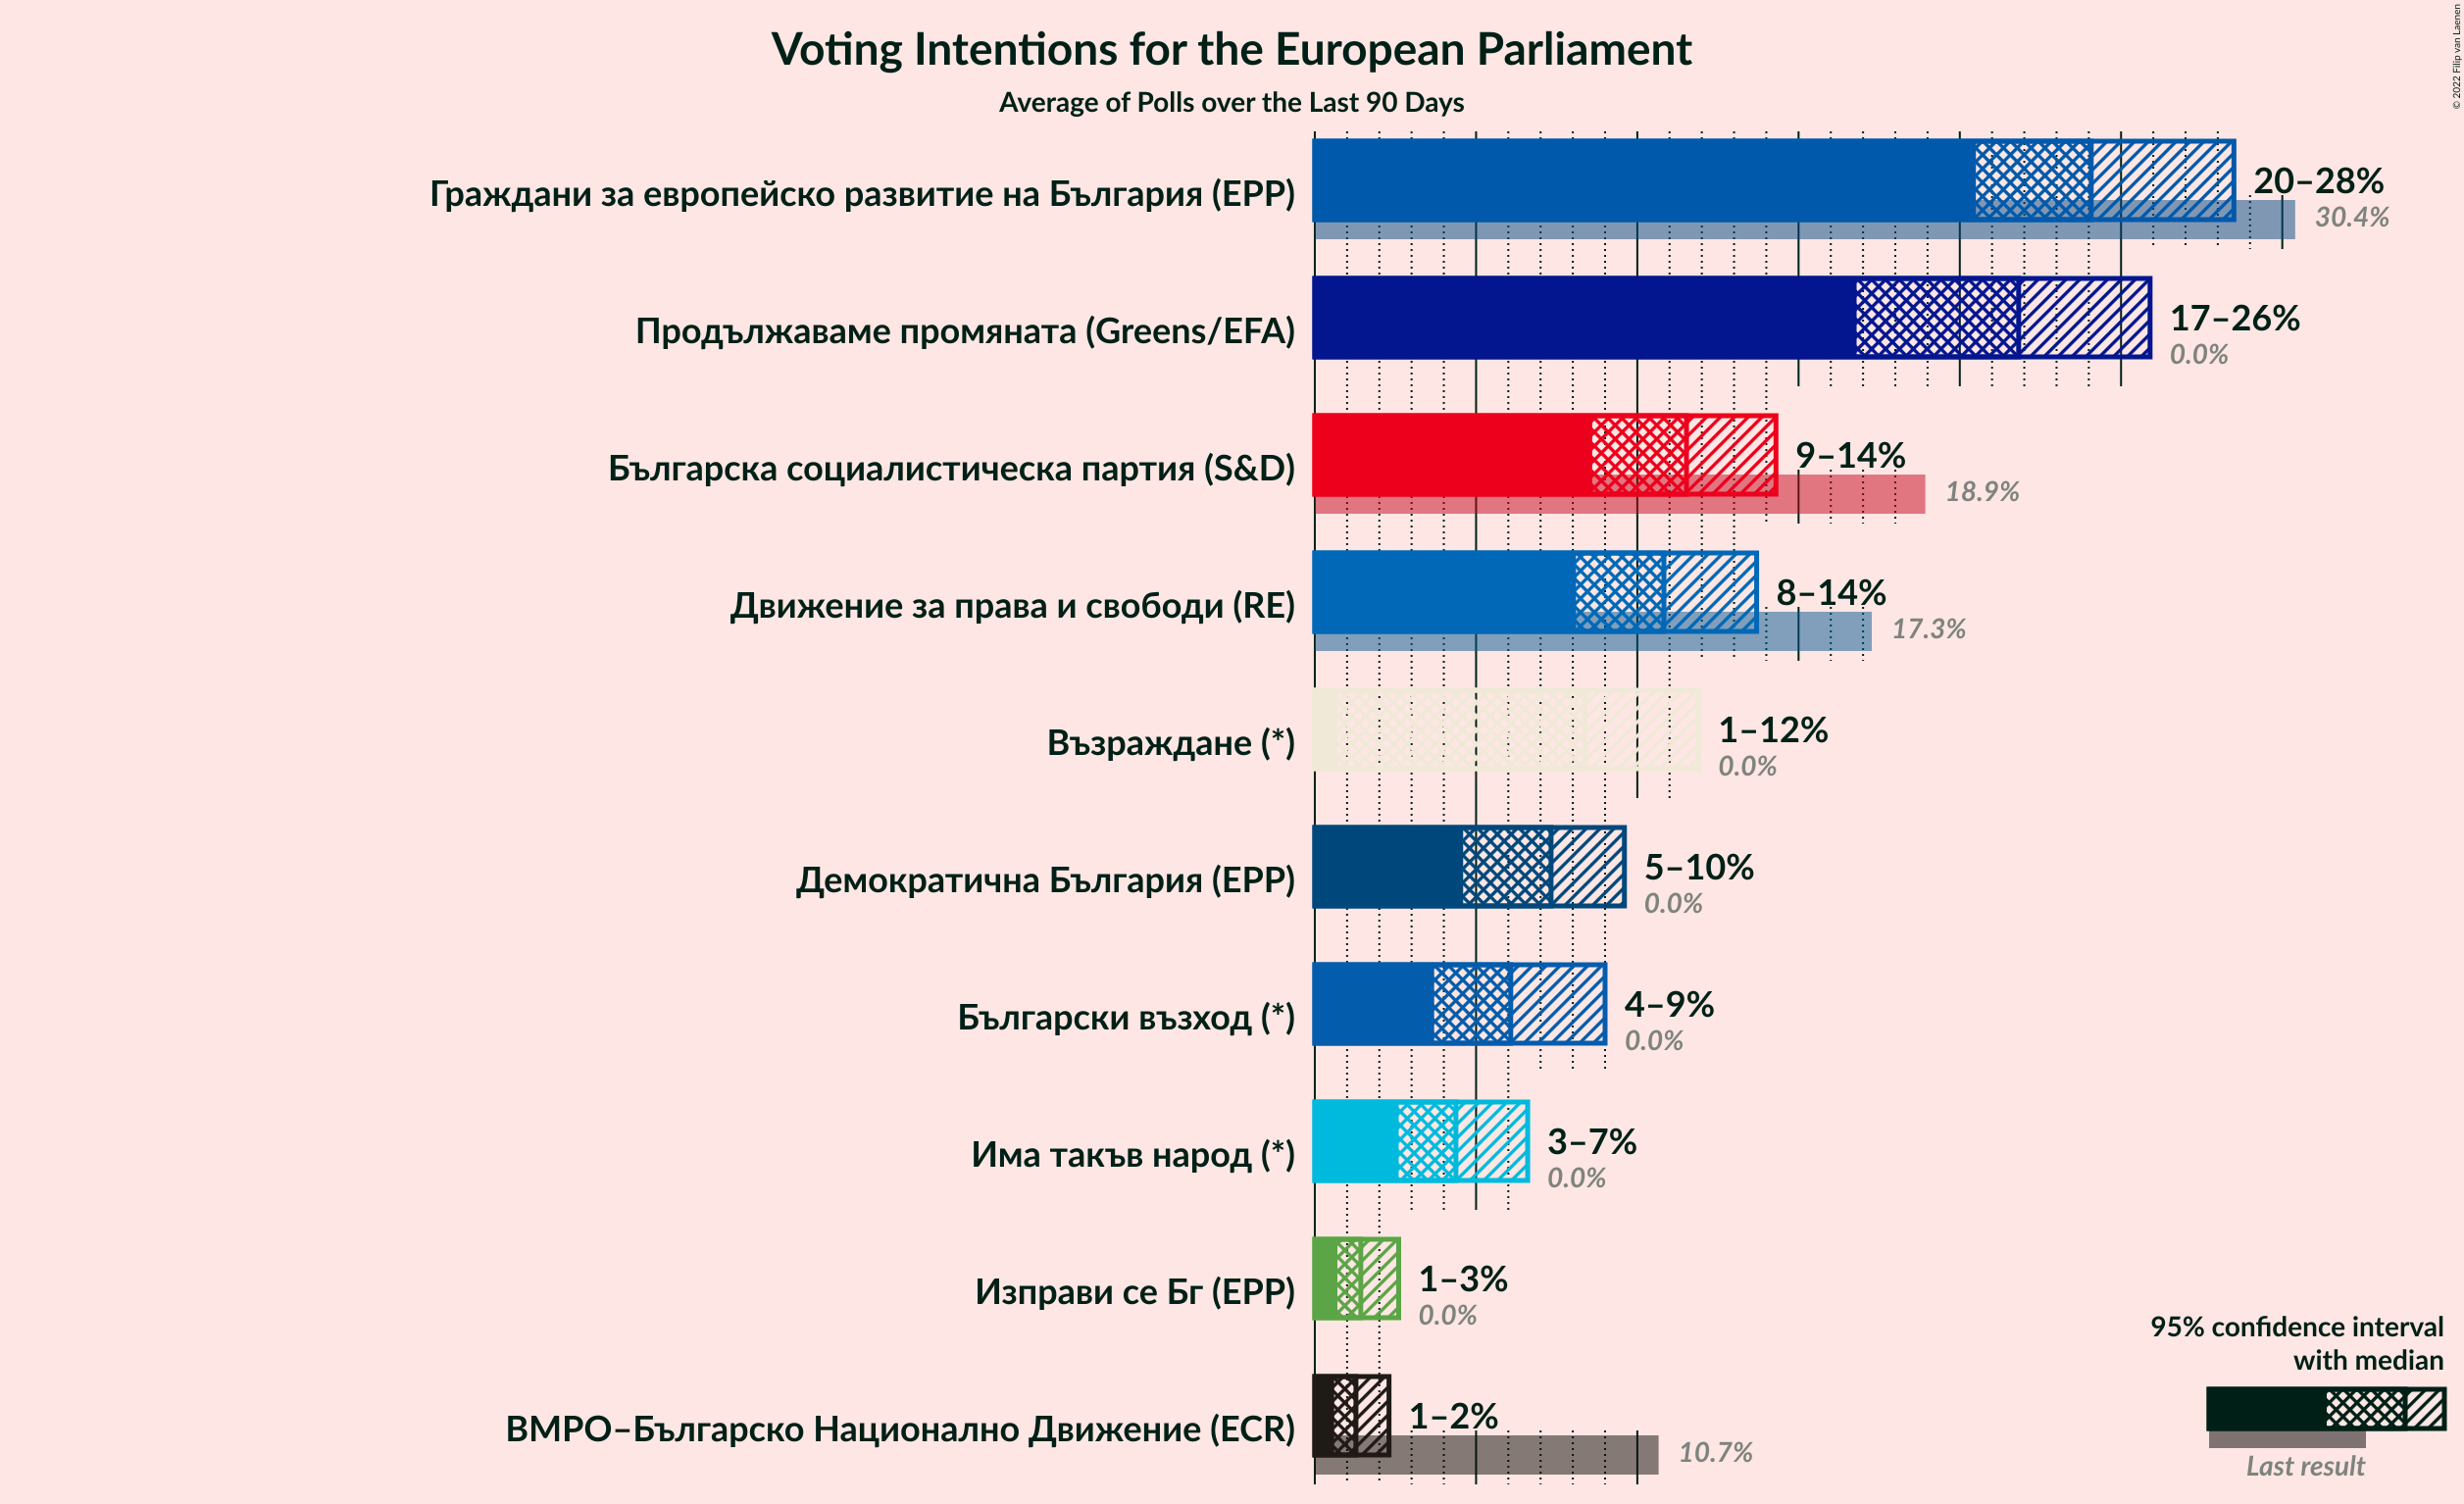 Voting Intentions for the European Parliament
Average of Polls over the Last 90 Days
© 2022 Filip van Laenen
Граждани за европейско развитие на България (EPP)
20–28%
30.4%
Продължаваме промяната (Greens/EFA)
17–26%
0.0%
Българска социалистическа партия (S&D)
9–14%
18.9%
Движение за права и свободи (RE)
8–14%
17.3%
Възраждане (*)
1–12%
0.0%
Демократична България (EPP)
5–10%
0.0%
Български възход (*)
4–9%
0.0%
Има такъв народ (*)
3–7%
0.0%
Изправи се Бг (EPP)
1–3%
0.0%
ВМРО–Българско Национално Движение (ECR)
1–2%
10.7%
95% confidence interval
with median
Last result